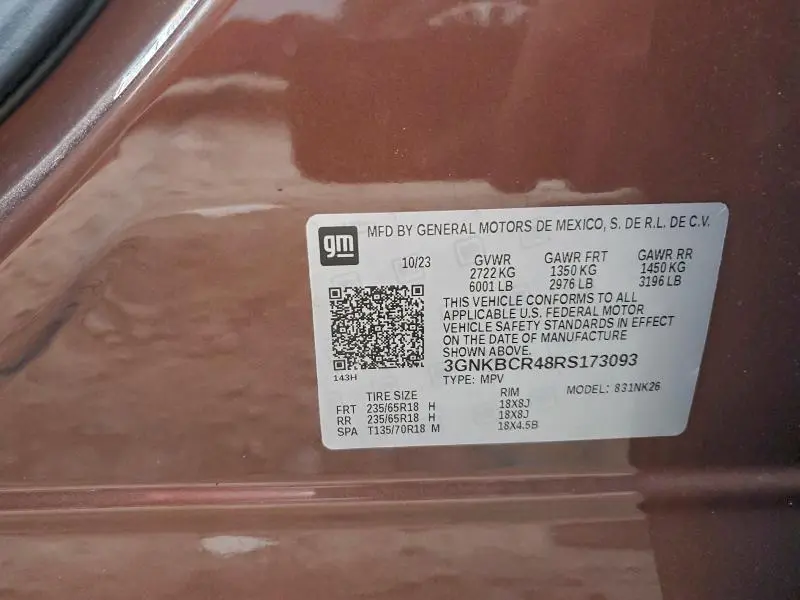 gm
MFD BY GENERAL MOTORS DE MEXICO, S. DE R.L. DE C.V.
10/23 GVWR GAWR FRT GAWR RR
2722 KG 1350 KG 1450 KG
6001 LB 2976 LB 3196 LB
THIS VEHICLE CONFORMS TO ALL
APPLICABLE U.S. FEDERAL MOTOR
VEHICLE SAFETY STANDARDS IN EFFECT
ON THE DATE OF MANUFACTURE
SHOWN ABOVE.
3GNKBCR48RS173093
143H
TYPE: MPV
MODEL: 831NK26
TIRE SIZE RIM
FRT 235/65R18 H 18X8J
RR 235/65R18 H 18X8J
SPA T135/70R18 M 18X4.5B